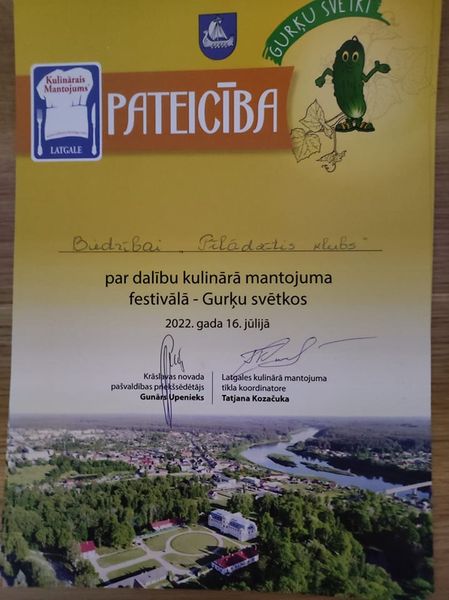 GURĶU SVĒTKI
Kulinārais
Mantojums
LATGALE
PATEICĪBA
Biedrībai „Pīlādzītis klubs"
par dalību kulinārā mantojuma
festivālā - Gurķu svētkos
2022. gada 16. jūlijā
Krāslavas novada
pašvaldības priekšsēdētājs
Gunārs Upenieks
Latgales kulinārā mantojuma
tīkla koordinatore
Tatjana Kozačuka